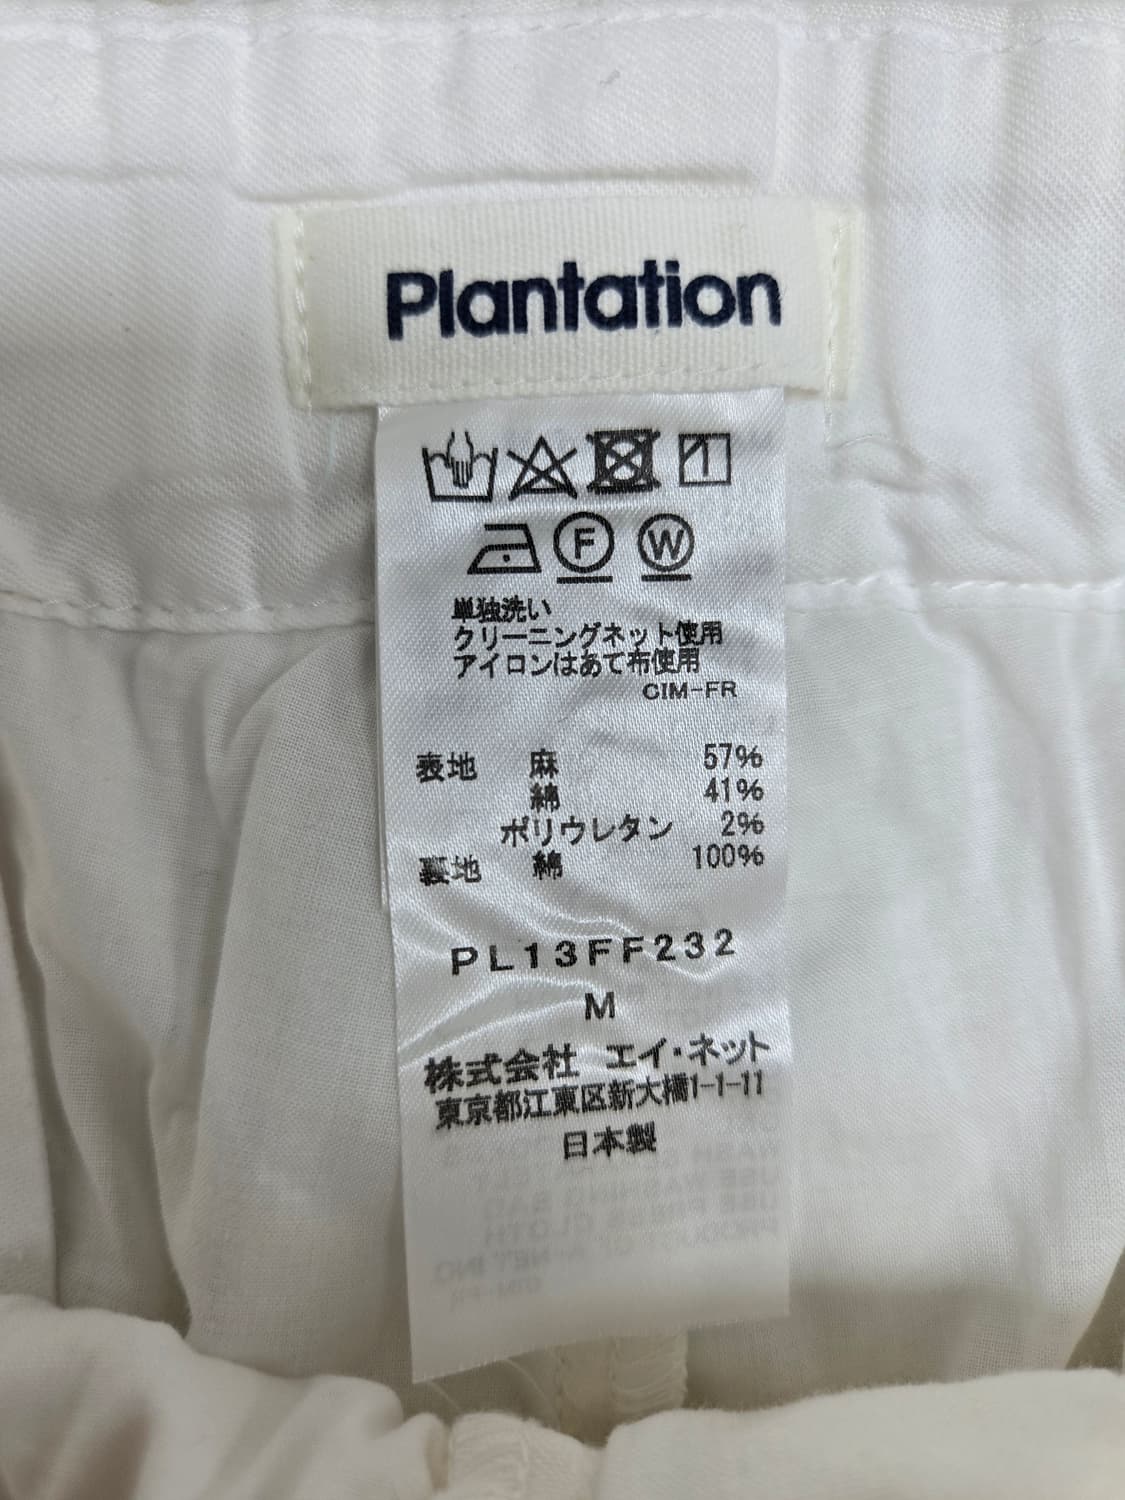 Plantation
F W
単独洗い
クリーニングネット使用
アイロンはあて布使用
CIM-FR
表地 麻 57%
綿 41%
ポリウレタン 2%
裏地 綿 100%
PL13FF232
M
株式会社 エイ・ネット
東京都江東区新大橋1-1-11
日本製